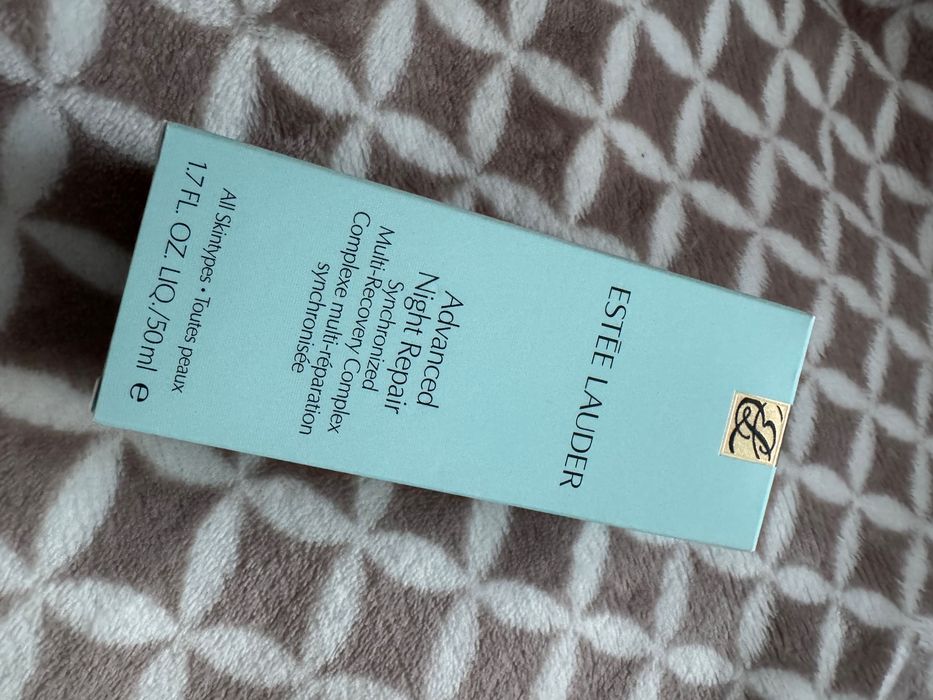 ESTĒE LAUDER
Advanced
Night Repair
Synchronized
Multi-Recovery Complex
Complexe multi-réparation
synchronisée
All Skintypes • Toutes peaux
1.7 FL. OZ. LIQ./50 ml ℮